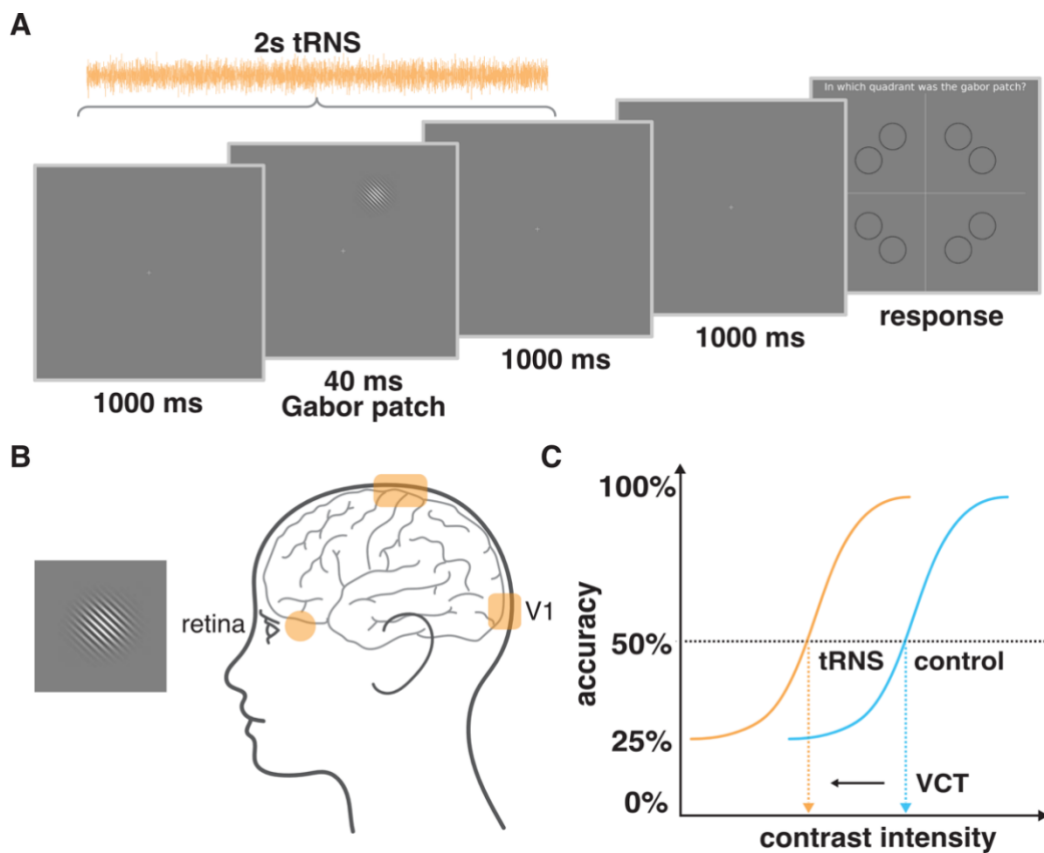 A
2s tRNS
In which quadrant was the gabor patch?
1000 ms
40 ms
Gabor patch
1000 ms
1000 ms
response
B
retina
V1
C
100%
50%
25%
0%
accuracy
tRNS
control
VCT
contrast intensity